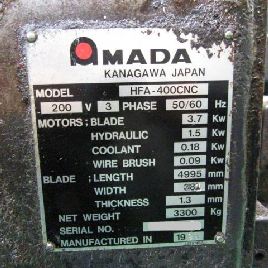 AMADA
KANAGAWA JAPAN
MODEL HFA-400CNC
200 V 3 PHASE 50/60 Hz
MOTORS: BLADE 3.7 Kw
HYDRAULIC 1.5 Kw
COOLANT 0.18 Kw
WIRE BRUSH 0.09 Kw
BLADE: LENGTH 4995 mm
WIDTH mm
THICKNESS 1.3 mm
NET WEIGHT 3300 Kg
SERIAL NO.
MANUFACTURED IN 19